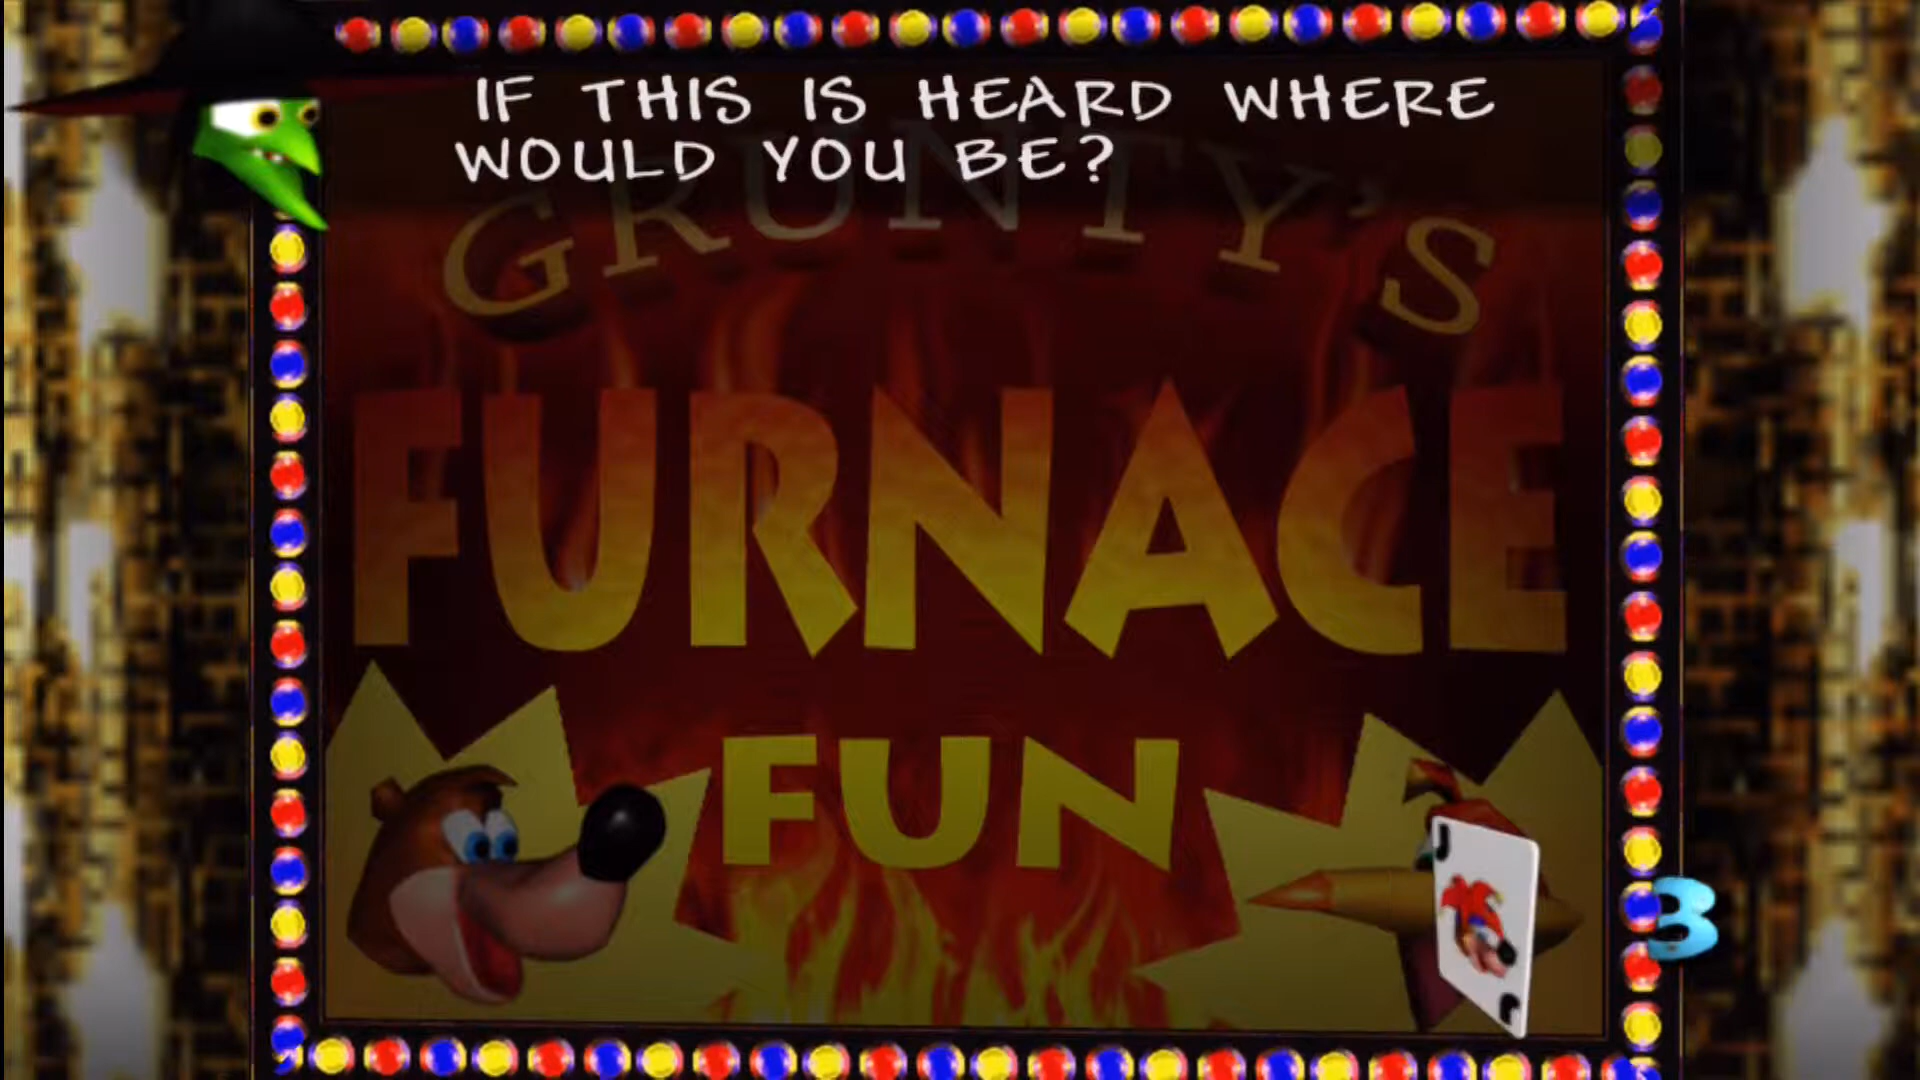 IF THIS IS HEARD WHERE
WOULD YOU BE?
GRUNTY'S
FURNACE
FUN
J
3
J